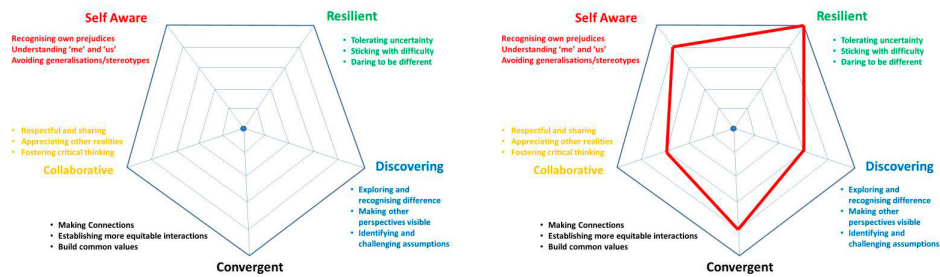 Self Aware
Recognising own prejudices
Understanding ‘me’ and ‘us’
Avoiding generalisations/stereotypes
Resilient
• Tolerating uncertainty
• Sticking with difficulty
• Daring to be different
• Respectful and sharing
• Appreciating other realities
• Fostering critical thinking
Collaborative
Discovering
• Exploring and
recognising difference
• Making other
perspectives visible
• Identifying and
challenging assumptions
• Making Connections
• Establishing more equitable interactions
• Build common values
Convergent
Self Aware
Recognising own prejudices
Understanding ‘me’ and ‘us’
Avoiding generalisations/stereotypes
Resilient
• Tolerating uncertainty
• Sticking with difficulty
• Daring to be different
• Respectful and sharing
• Appreciating other realities
• Fostering critical thinking
Collaborative
Discovering
• Exploring and
recognising difference
• Making other
perspectives visible
• Identifying and
challenging assumptions
• Making Connections
• Establishing more equitable interactions
• Build common values
Convergent